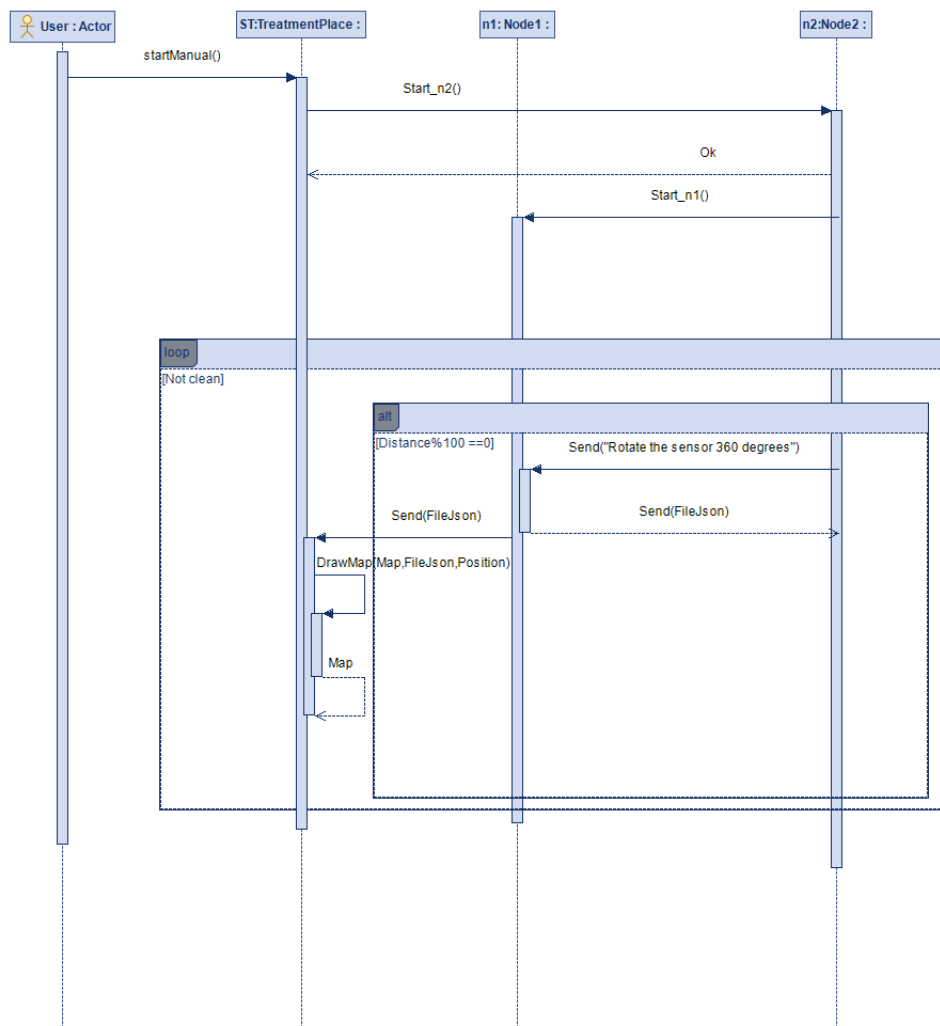 User : Actor
ST:TreatmentPlace :
n1: Node1 :
n2:Node2 :
startManual()
Start_n2()
Ok
Start_n1()
loop
[Not clean]
alt
[Distance%100 ==0]
Send("Rotate the sensor 360 degrees")
Send(FileJson)
Send(FileJson)
DrawMap(Map,FileJson,Position)
Map